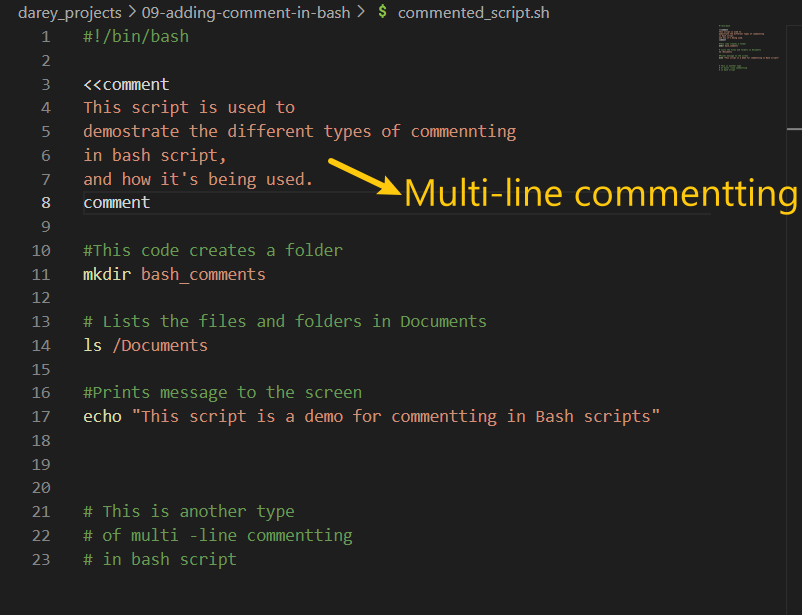 darey_projects > 09-adding-comment-in-bash > $ commented_script.sh
1 #!/bin/bash
2
3 <<comment
4 This script is used to
5 demostrate the different types of commennting
6 in bash script,
7 and how it's being used.
Multi-line commentting
8 comment
9
10 #This code creates a folder
11 mkdir bash_comments
12
13 # Lists the files and folders in Documents
14 ls /Documents
15
16 #Prints message to the screen
17 echo "This script is a demo for commentting in Bash scripts"
18
19
20
21 # This is another type
22 # of multi -line commentting
23 # in bash script